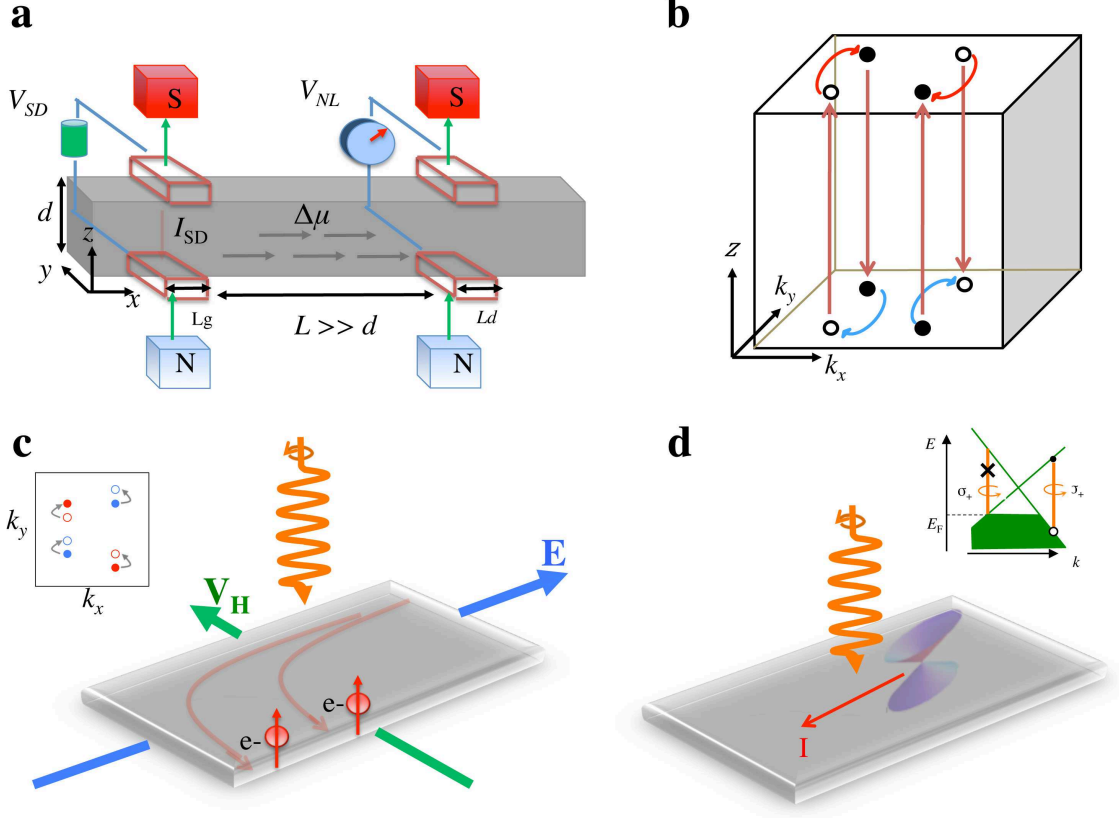 a
V_SD
S
V_NL
S
d
z
y
x
I_SD
Δμ
Lg
L >> d
Ld
N
N
b
z
k_y
k_x
c
k_y
k_x
V_H
E
e-
e-
d
E
σ+
E_F
k
I